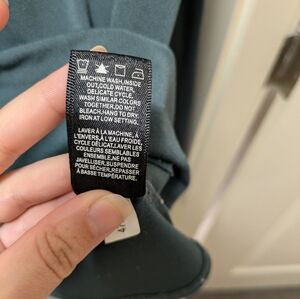 MACHINE WASH,INSIDE
OUT,COLD WATER,
DELICATE CYCLE.
WASH SIMILAR COLORS
TOGETHER,DO NOT
BLEACH,HANG TO DRY,
IRON AT LOW SETTING.
LAVER À LA MACHINE, À
L'ENVERS,À L'EAU FROIDE,
CYCLE DÉLICAT,LAVER LES
COULEURS SEMBLABLES
ENSEMBLE,NE PAS
JAVELLISER,SUSPENDRE
POUR SÉCHER,REPASSER
À BASSE TEMPÉRATURE.